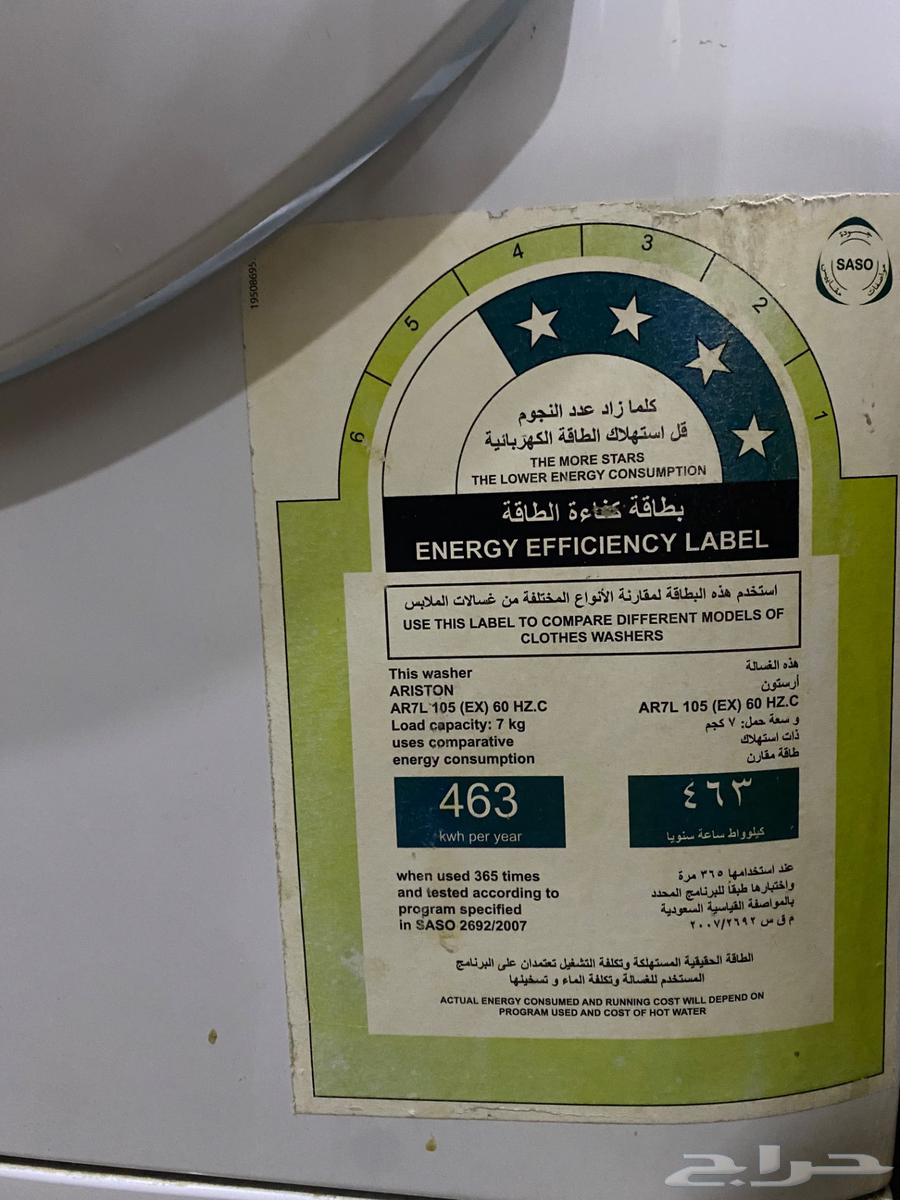 19508695
4
3
5
2
6
1
جودة
SASO
مقاييس
مواصفات
كلما زاد عدد النجوم
قل استهلاك الطاقة الكهربائية
THE MORE STARS
THE LOWER ENERGY CONSUMPTION
بطاقة كفاءة الطاقة
ENERGY EFFICIENCY LABEL
استخدم هذه البطاقة لمقارنة الأنواع المختلفة من غسالات الملابس
USE THIS LABEL TO COMPARE DIFFERENT MODELS OF
CLOTHES WASHERS
This washer
ARISTON
AR7L 105 (EX) 60 HZ.C
Load capacity: 7 kg
uses comparative
energy consumption
463
kwh per year
when used 365 times
and tested according to
program specified
in SASO 2692/2007
هذه الغسالة
أرستون
AR7L 105 (EX) 60 HZ.C
و سعة حمل: ٧ كجم
ذات استهلاك
طاقة مقارن
٤٦٣
كيلوواط ساعة سنويا
عند استخدامها ٣٦٥ مرة
واختبارها طبقاً للبرنامج المحدد
بالمواصفة القياسية السعودية
م ق س ٢٠٠٧/٢٦٩٢
الطاقة الحقيقية المستهلكة وتكلفة التشغيل تعتمدان على البرنامج
المستخدم للغسالة وتكلفة الماء و تسخينها
ACTUAL ENERGY CONSUMED AND RUNNING COST WILL DEPEND ON
PROGRAM USED AND COST OF HOT WATER
حراج